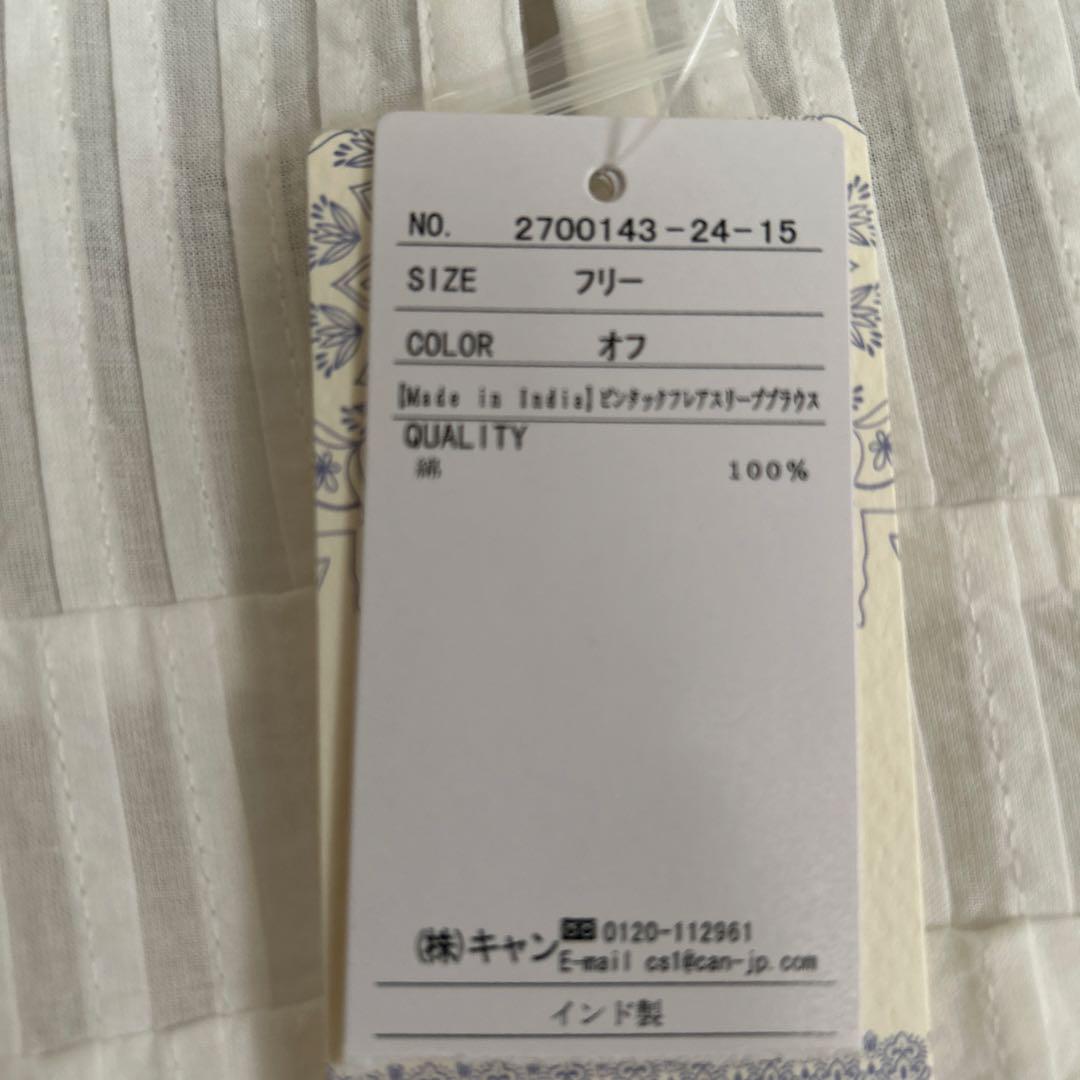 NO. 2700143-24-15
SIZE フリー
COLOR オフ
【Made in India】ピンタックフレアスリーブブラウス
QUALITY
綿 100%
(株)キャン 0120-112961
E-mail cs1@can-jp.com
インド製